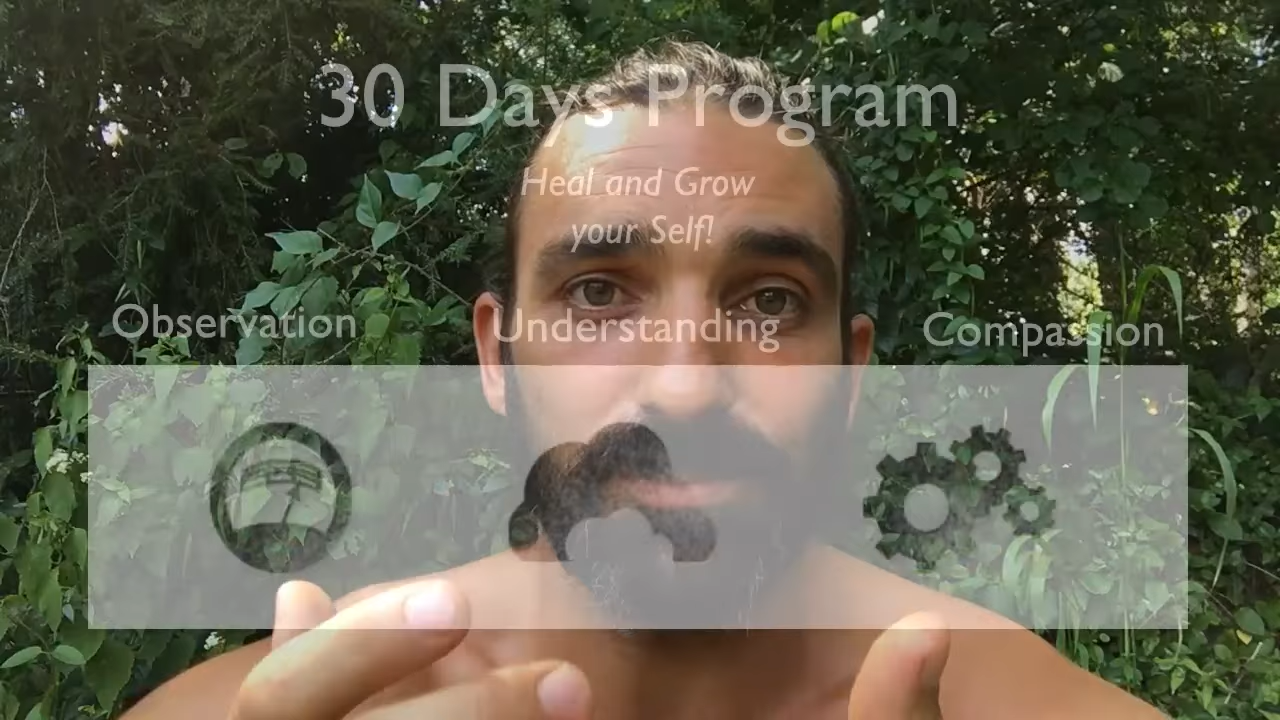 30 Days Program
Heal and Grow
your Self!
Observation
Understanding
Compassion